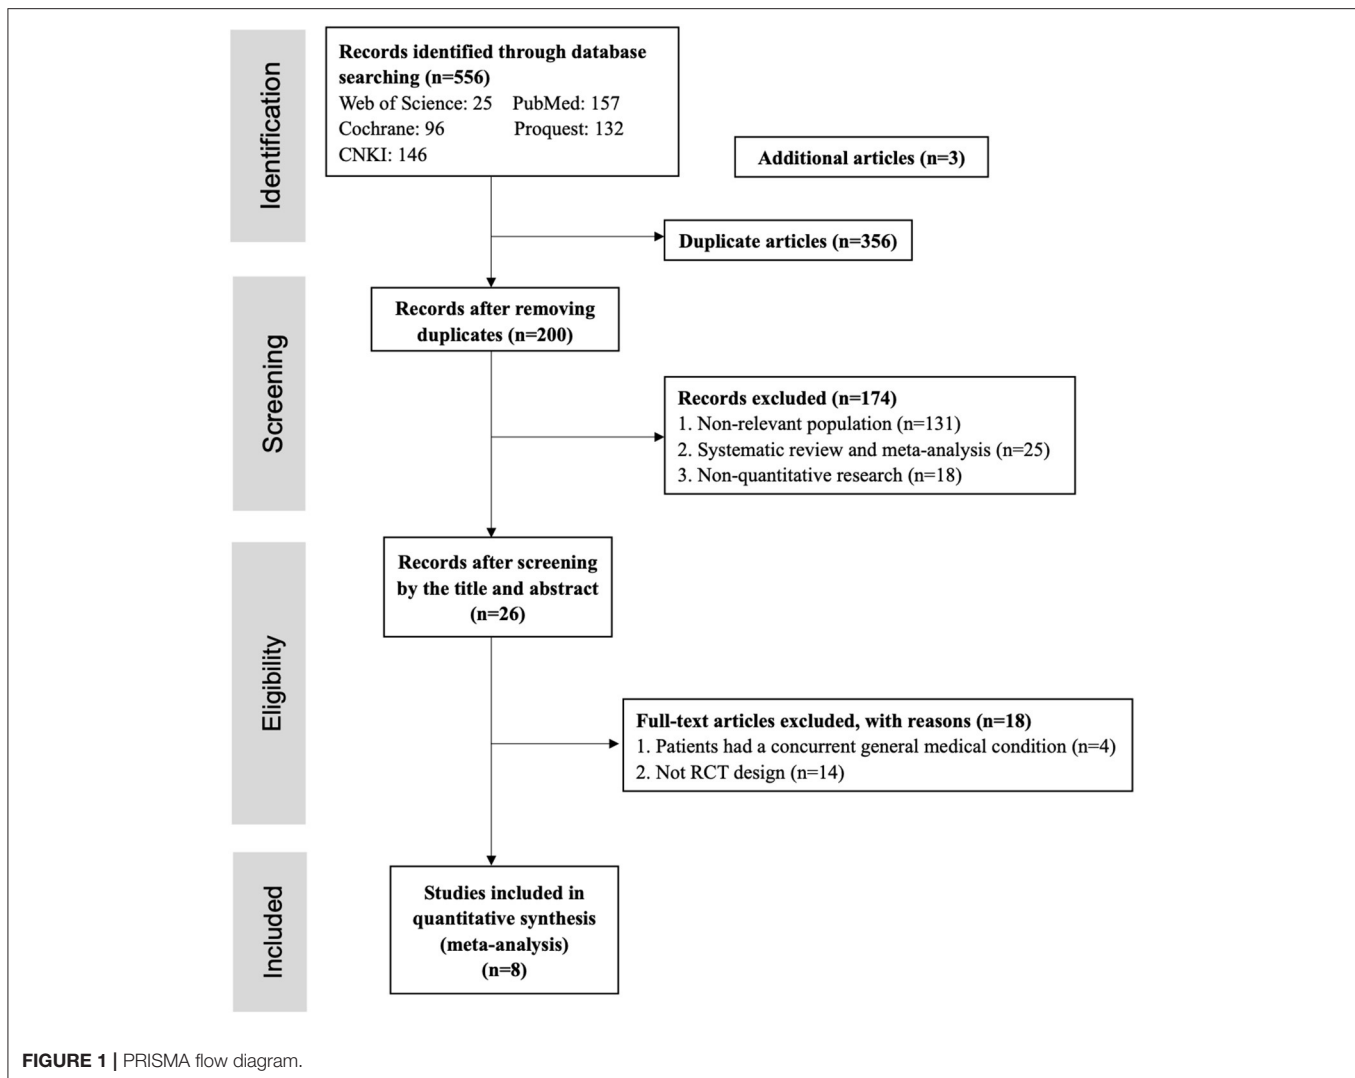 Identification
Records identified through database
searching (n=556)
Web of Science: 25 PubMed: 157
Cochrane: 96 Proquest: 132
CNKI: 146
Additional articles (n=3)
Duplicate articles (n=356)
Screening
Records after removing
duplicates (n=200)
Records excluded (n=174)
1. Non-relevant population (n=131)
2. Systematic review and meta-analysis (n=25)
3. Non-quantitative research (n=18)
Eligibility
Records after screening
by the title and abstract
(n=26)
Full-text articles excluded, with reasons (n=18)
1. Patients had a concurrent general medical condition (n=4)
2. Not RCT design (n=14)
Included
Studies included in
quantitative synthesis
(meta-analysis)
(n=8)
FIGURE 1 | PRISMA flow diagram.